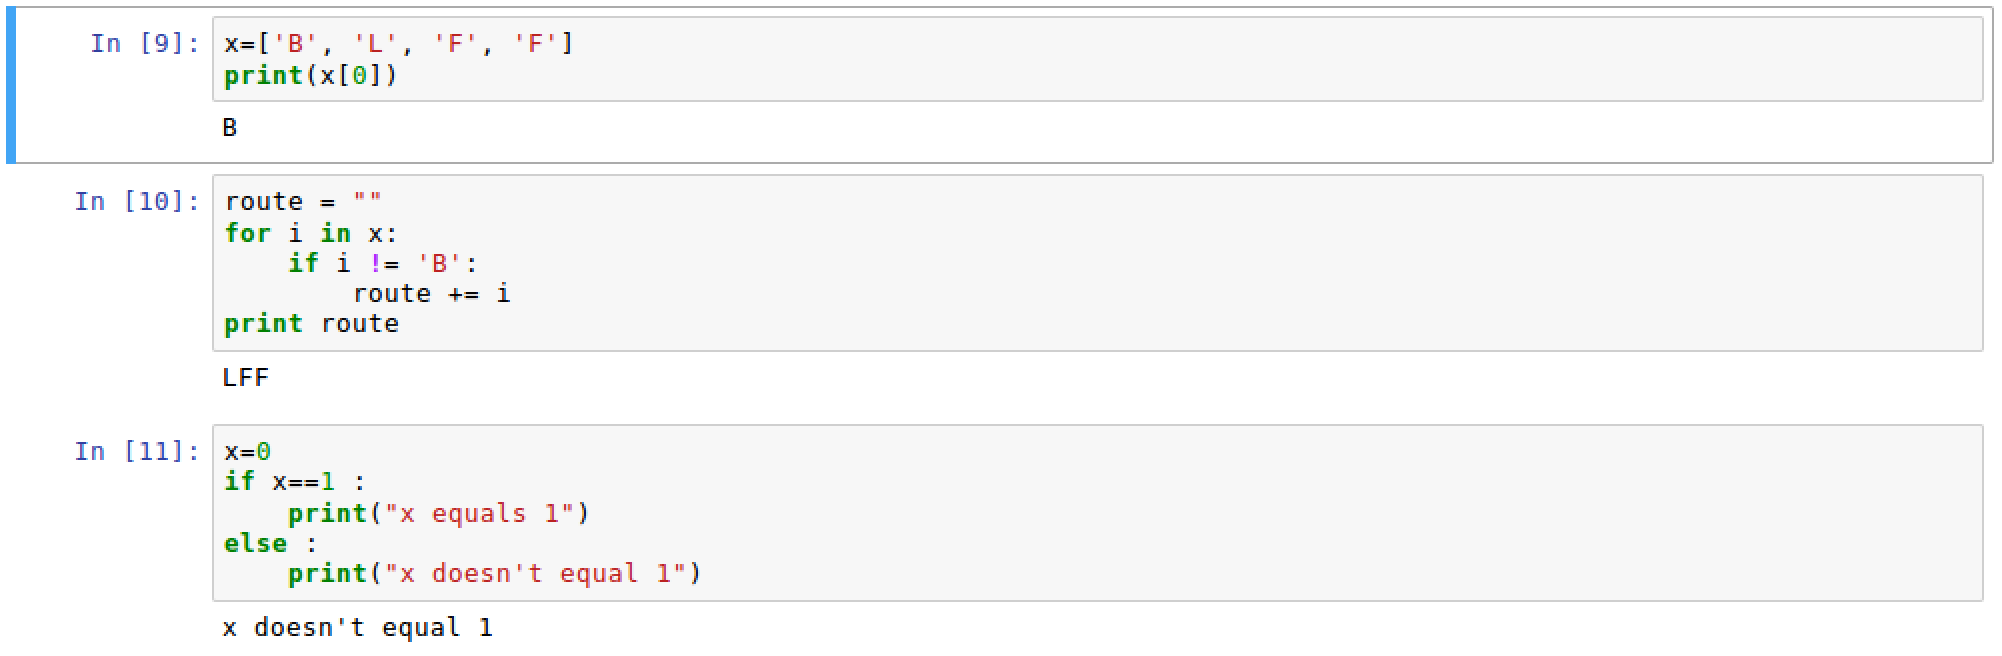 In [9]: x=['B', 'L', 'F', 'F']
print(x[0])
B
In [10]: route = ""
for i in x:
    if i != 'B':
        route += i
print route
LFF
In [11]: x=0
if x==1 :
    print("x equals 1")
else :
    print("x doesn't equal 1")
x doesn't equal 1